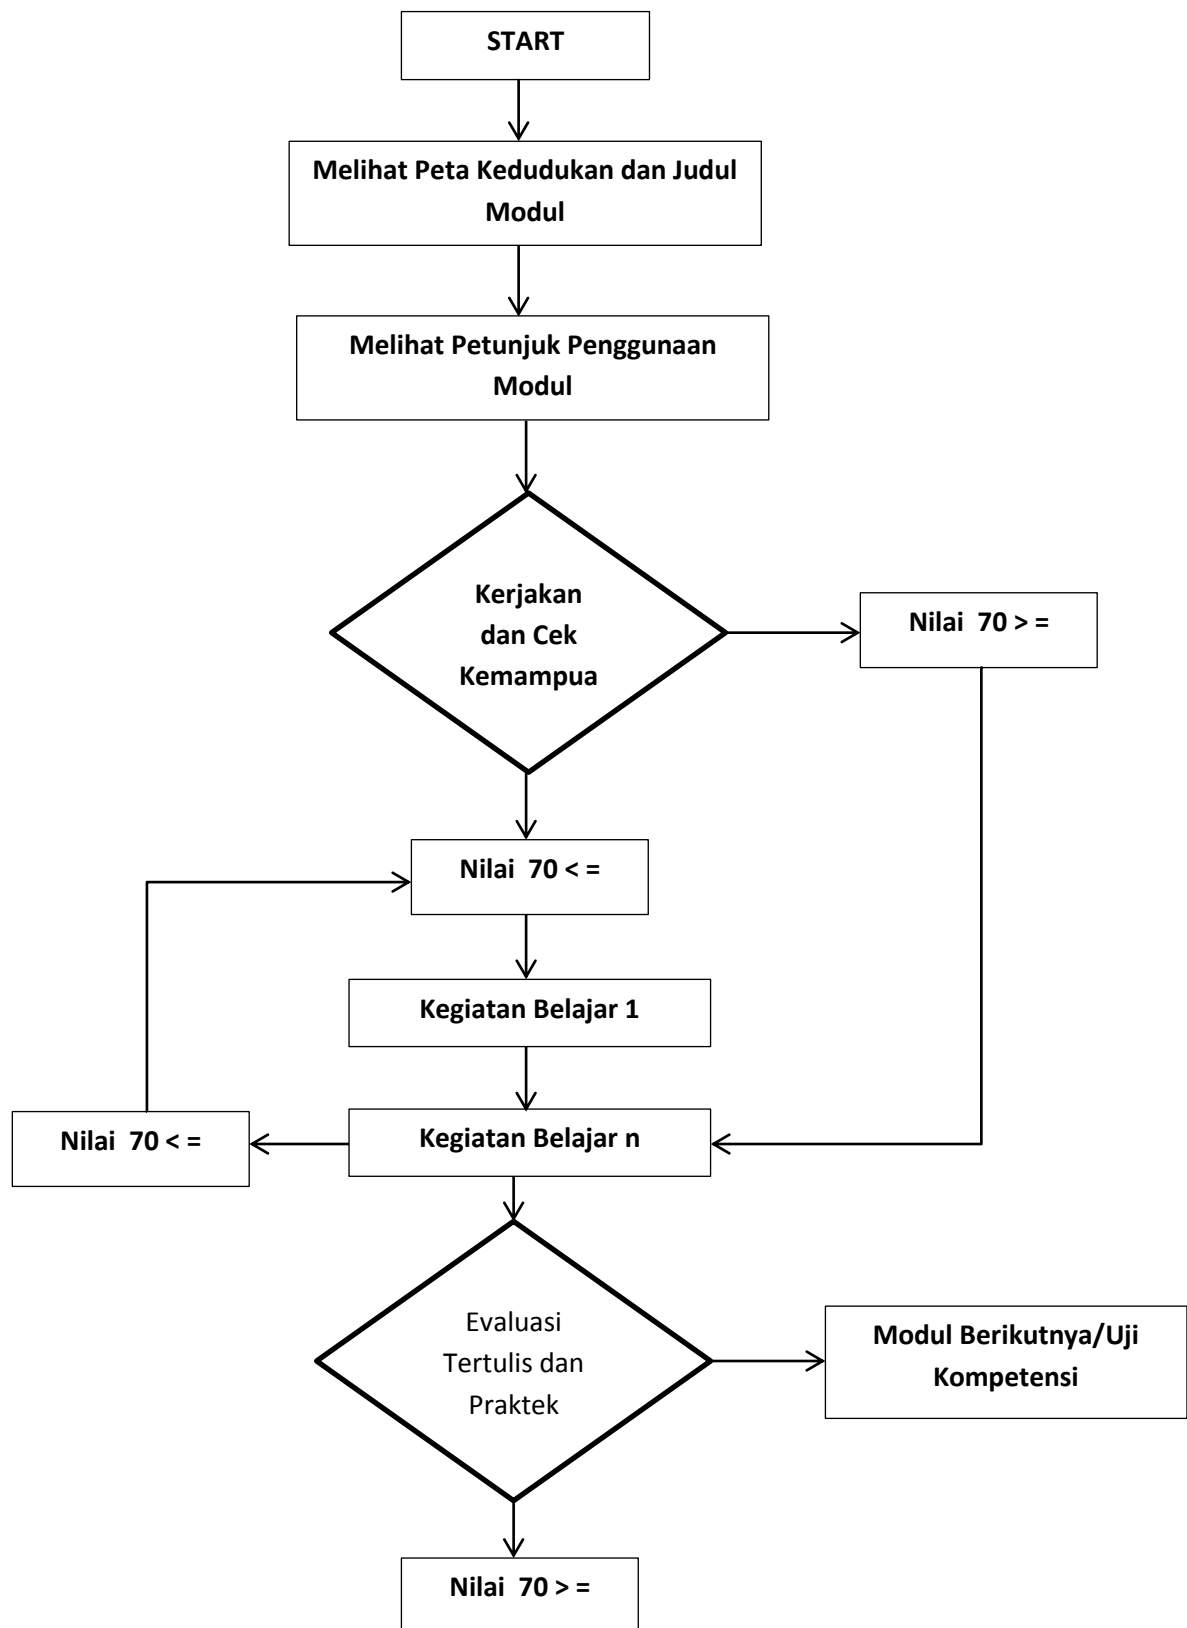 START
Melihat Peta Kedudukan dan Judul
Modul
Melihat Petunjuk Penggunaan
Modul
Kerjakan
dan Cek
Kemampua
Nilai  70 > =
Nilai  70 < =
Kegiatan Belajar 1
Nilai  70 < =
Kegiatan Belajar n
Evaluasi
Tertulis dan
Praktek
Modul Berikutnya/Uji
Kompetensi
Nilai  70 > =